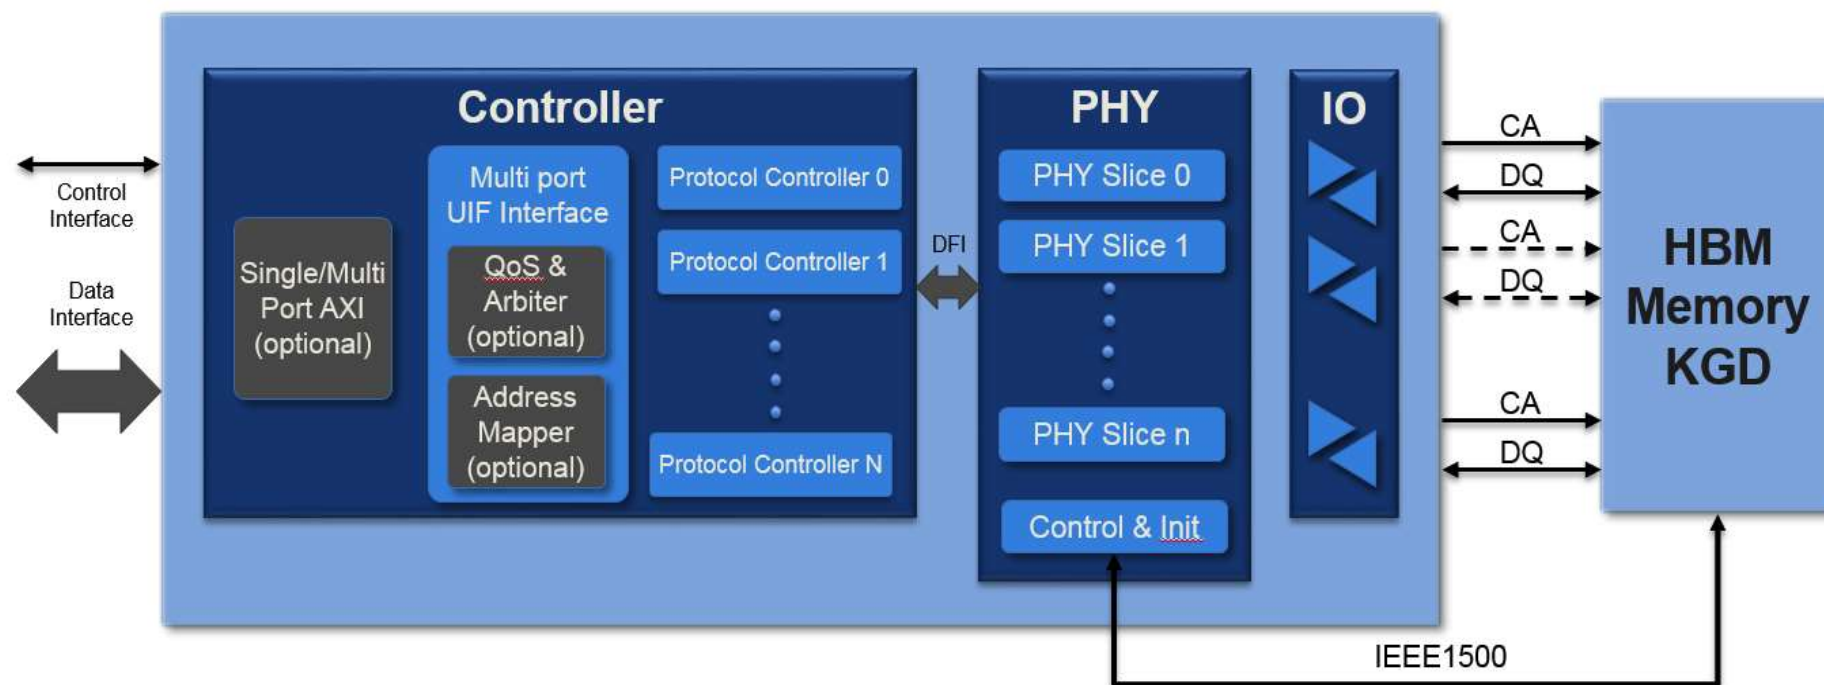 Control
Interface
Data
Interface
Controller
Single/Multi
Port AXI
(optional)
Multi port
UIF Interface
QoS &
Arbiter
(optional)
Address
Mapper
(optional)
Protocol Controller 0
Protocol Controller 1
Protocol Controller N
DFI
PHY
PHY Slice 0
PHY Slice 1
PHY Slice n
Control & Init
IO
CA
DQ
CA
DQ
CA
DQ
HBM
Memory
KGD
IEEE1500